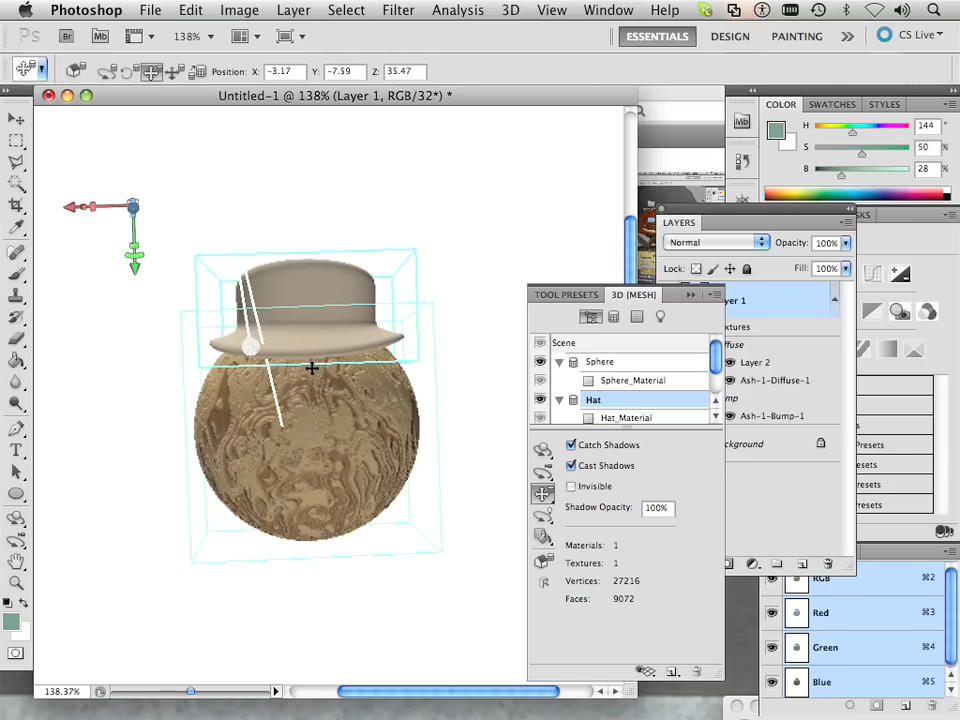 Photoshop File Edit Image Layer Select Filter Analysis 3D View Window Help
Ps Br Mb 138% ESSENTIALS DESIGN PAINTING CS Live
Position: X: -3.17 Y: -7.59 Z: 35.47
Untitled-1 @ 138% (Layer 1, RGB/32*) *
Mb
COLOR SWATCHES STYLES
H 144 °
S 50 %
B 28 %
LAYERS
Normal Opacity: 100%
Lock: Fill: 100%
TOOL PRESETS 3D {MESH}
Scene
Sphere
Sphere_Material
Hat
Hat_Material
Catch Shadows
Cast Shadows
Invisible
Shadow Opacity: 100%
Materials: 1
Textures: 1
Vertices: 27216
Faces: 9072
Layer 2
Ash-1-Diffuse-1
Ash-1-Bump-1
RGB ⌘2
Red ⌘3
Green ⌘4
Blue ⌘5
138.37%